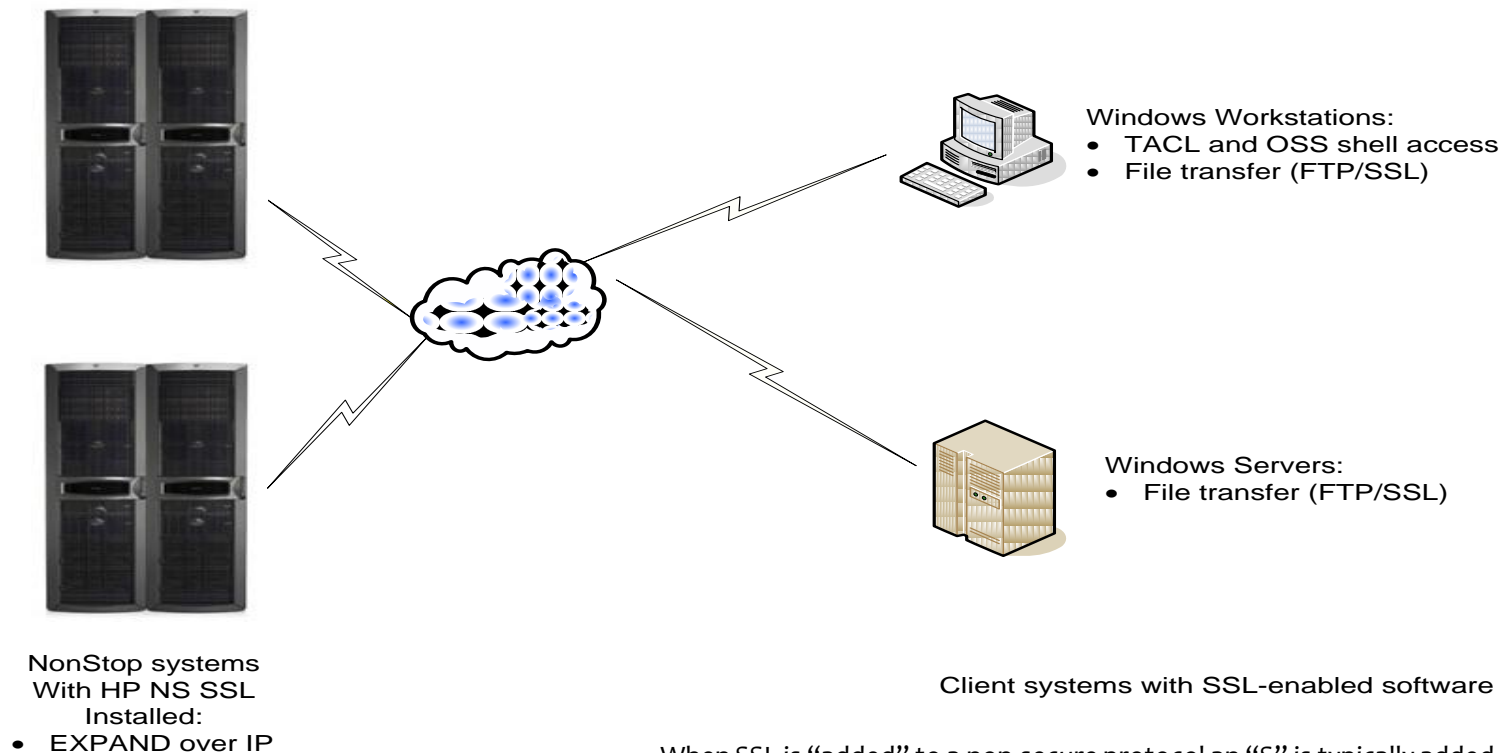 Windows Workstations:
• TACL and OSS shell access
• File transfer (FTP/SSL)
Windows Servers:
• File transfer (FTP/SSL)
NonStop systems
With HP NS SSL
Installed:
• EXPAND over IP
Client systems with SSL-enabled software